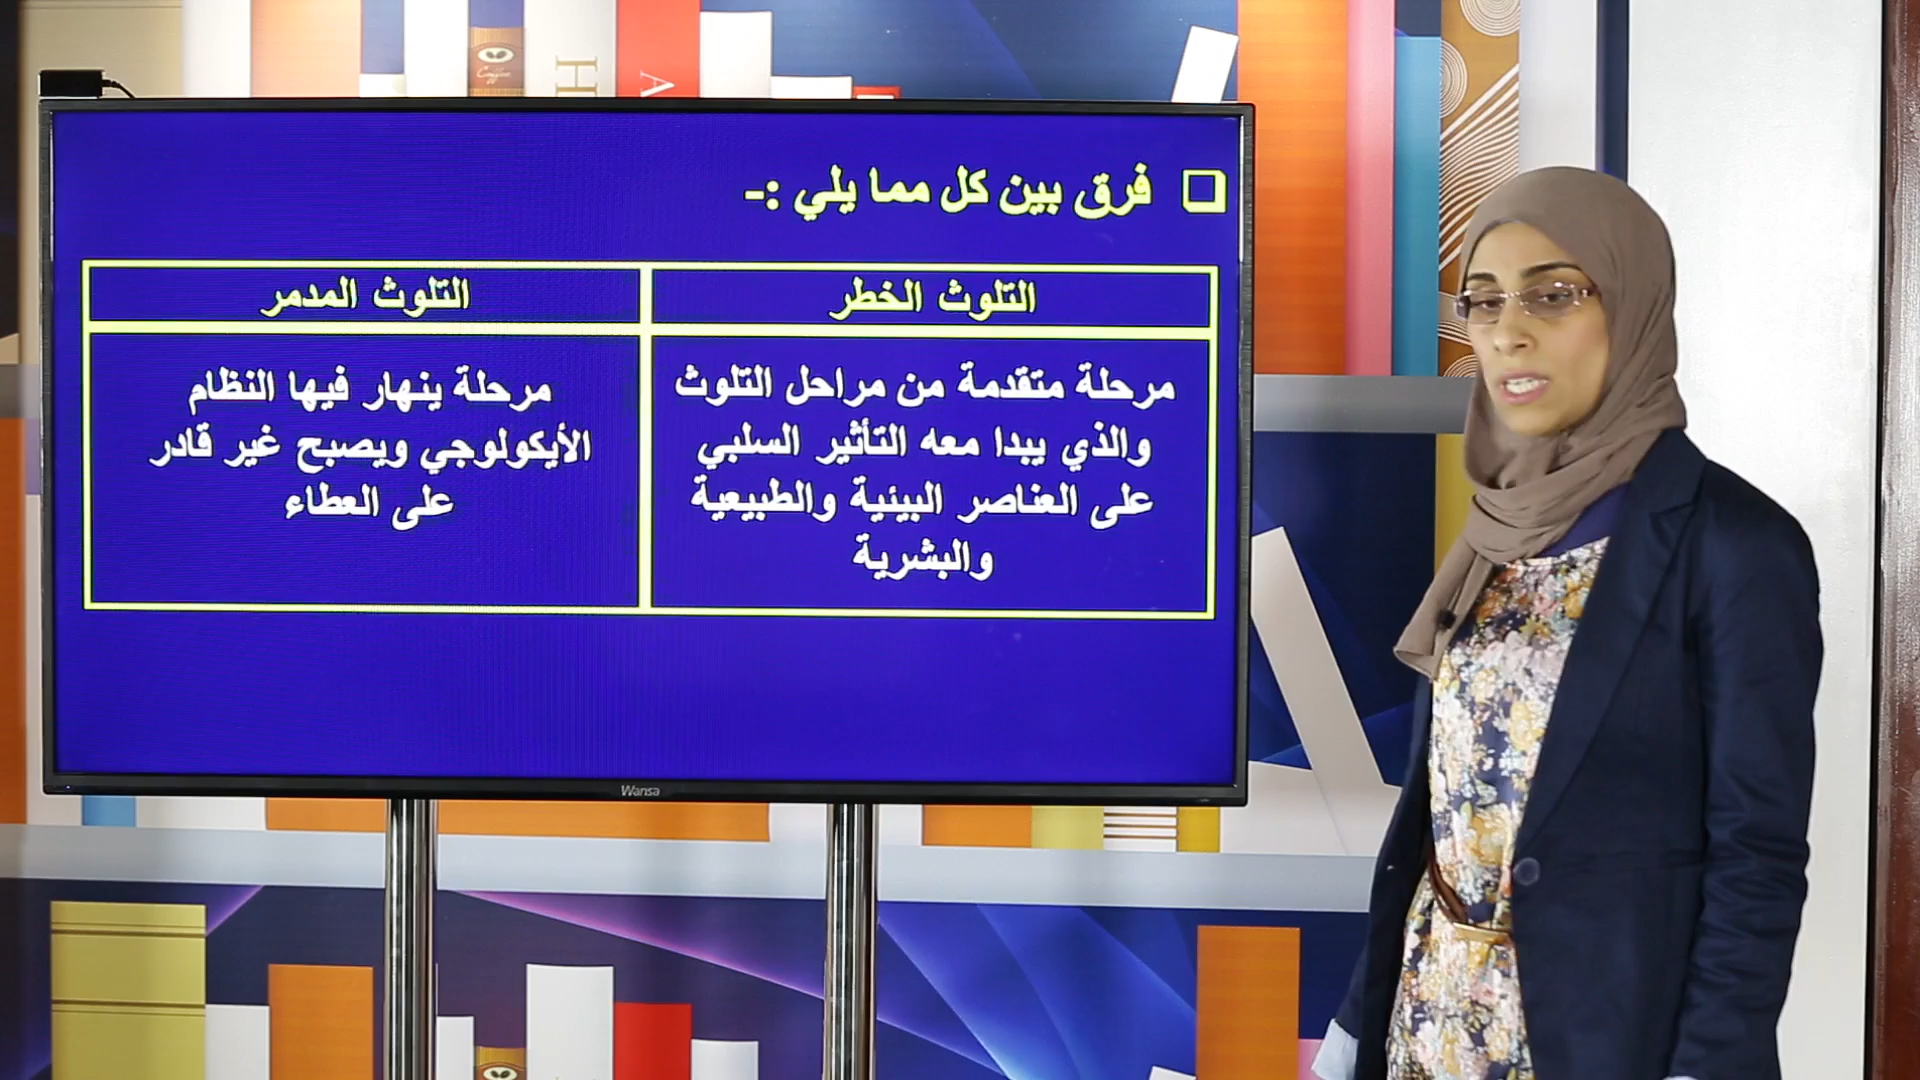 Coffee
H
A
❑ فرق بين كل مما يلي :-
التلوث الخطر
التلوث المدمر
مرحلة متقدمة من مراحل التلوث
والذي يبدا معه التأثير السلبي
على العناصر البيئية والطبيعية
والبشرية
مرحلة ينهار فيها النظام
الأيكولوجي ويصبح غير قادر
على العطاء
Wansa